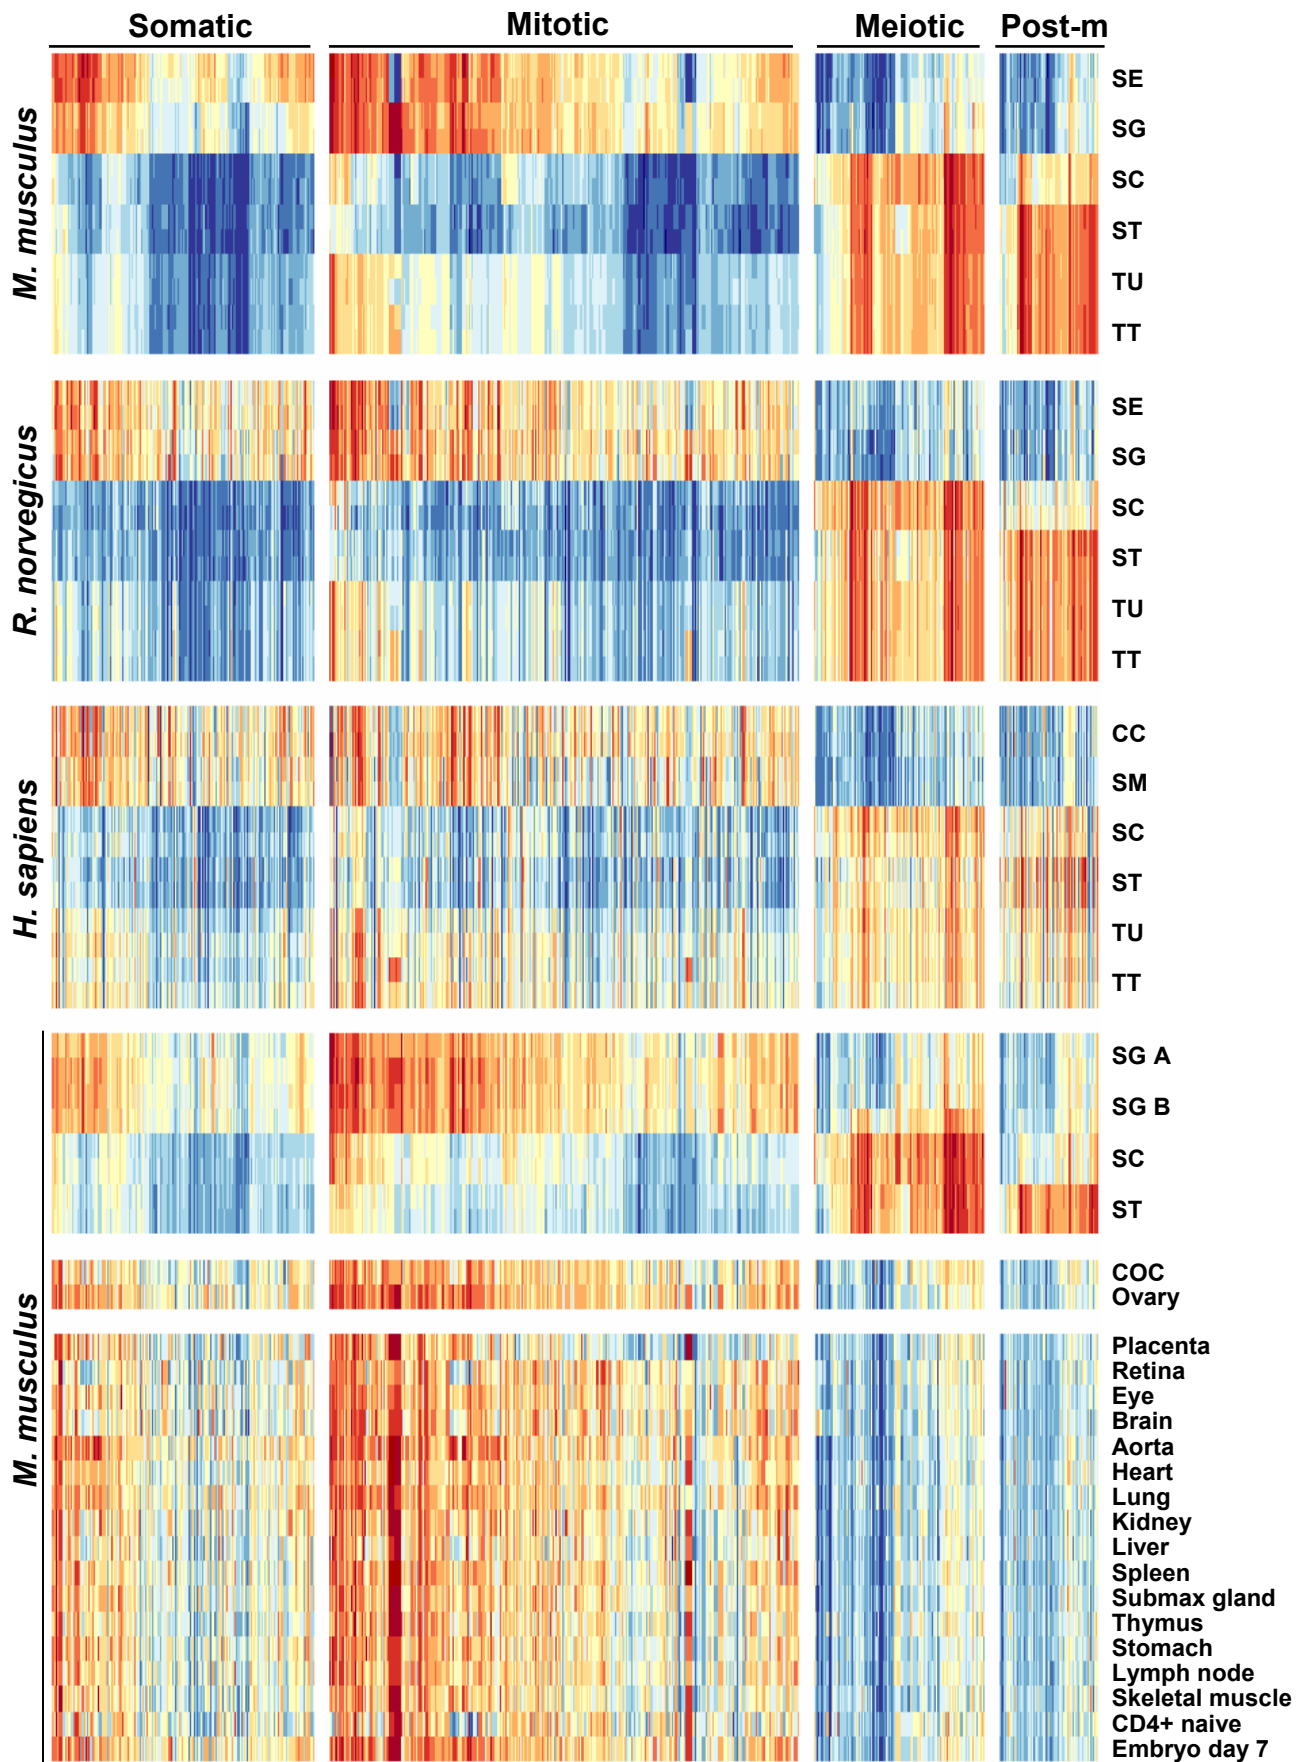 Somatic Mitotic Meiotic Post-m
M. musculus
SE
SG
SC
ST
TU
TT
R. norvegicus
SE
SG
SC
ST
TU
TT
H. sapiens
CC
SM
SC
ST
TU
TT
M. musculus
SG A
SG B
SC
ST
COC
Ovary
Placenta
Retina
Eye
Brain
Aorta
Heart
Lung
Kidney
Liver
Spleen
Submax gland
Thymus
Stomach
Lymph node
Skeletal muscle
CD4+ naive
Embryo day 7